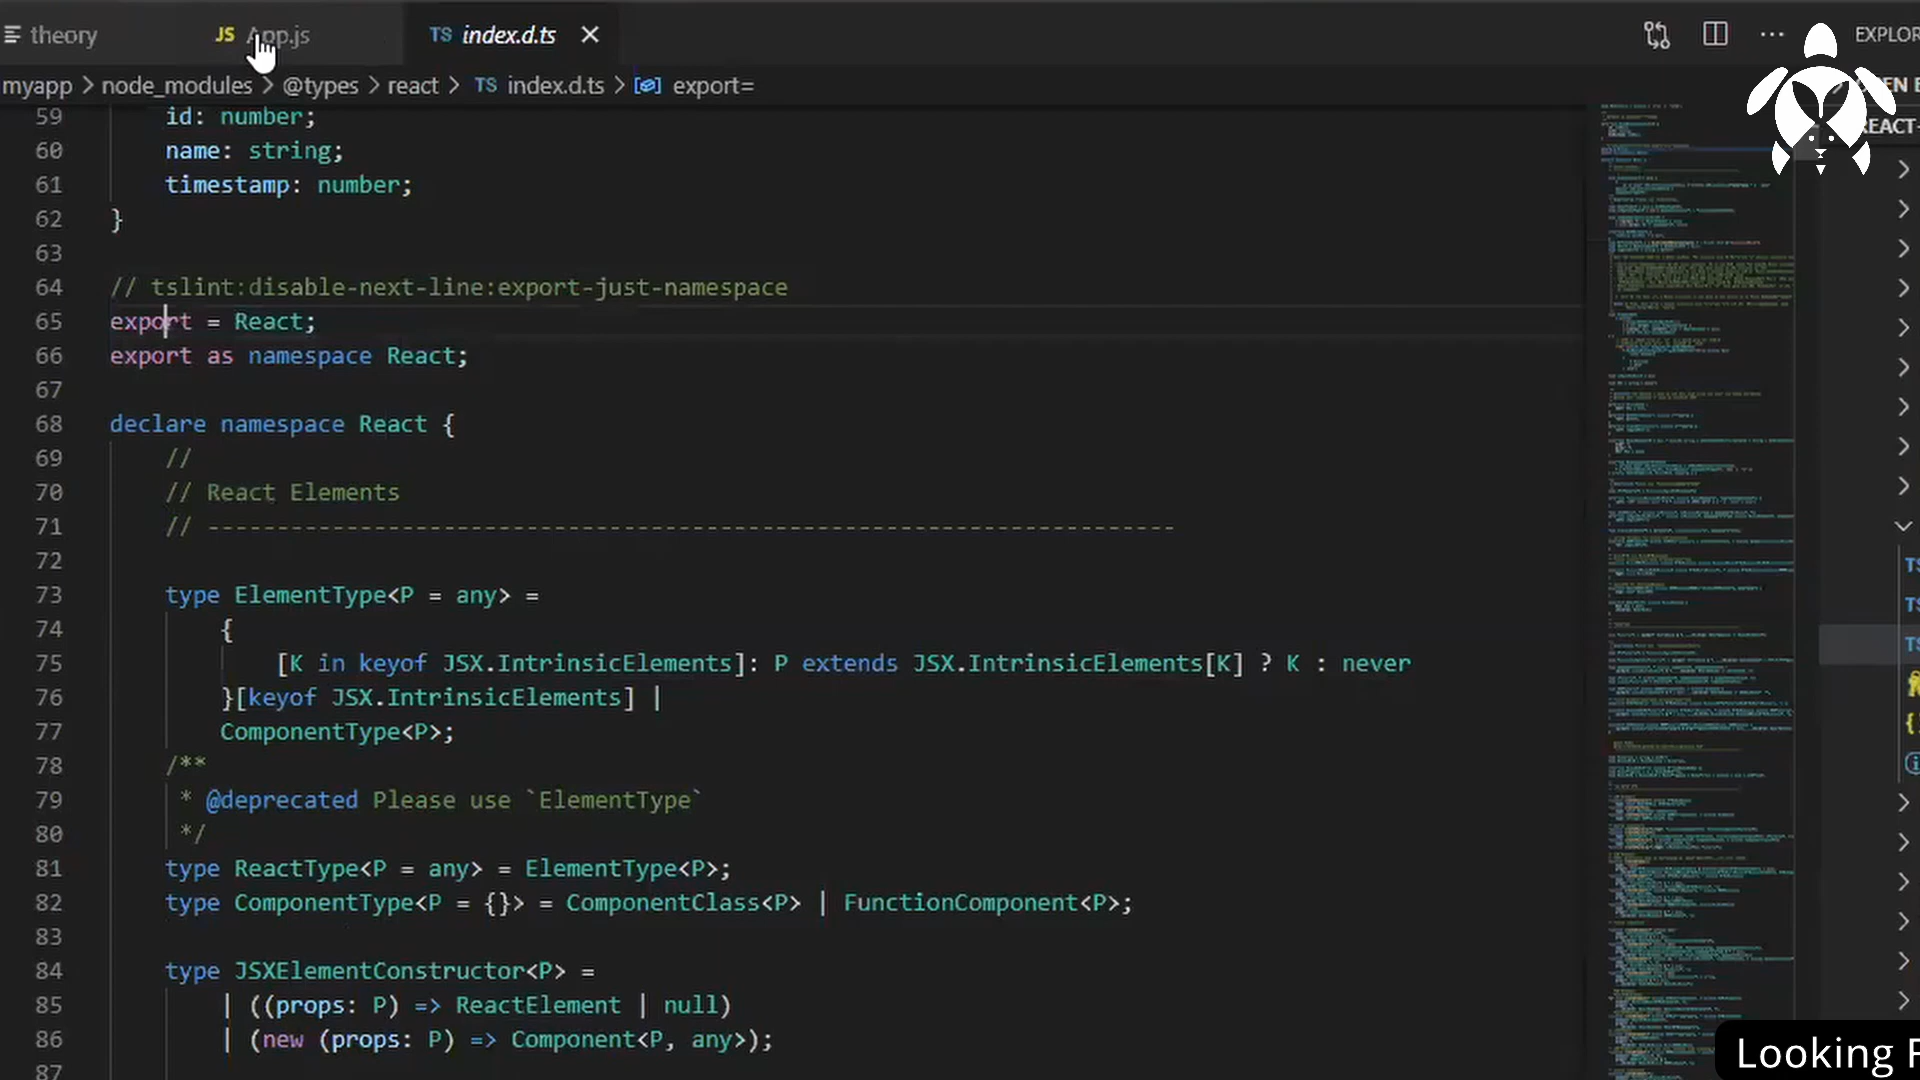 theory
JS App.js
TS index.d.ts
EXPLOR
myapp > node_modules > @types > react > TS index.d.ts > export=
EN E
REACT-
59 id: number;
60 name: string;
61 timestamp: number;
62 }
63
64 // tslint:disable-next-line:export-just-namespace
65 export = React;
66 export as namespace React;
67
68 declare namespace React {
69 //
70 // React Elements
71 // ----------------------------------------------------------------------
72
73 type ElementType<P = any> =
74 {
75 [K in keyof JSX.IntrinsicElements]: P extends JSX.IntrinsicElements[K] ? K : never
76 }[keyof JSX.IntrinsicElements] |
77 ComponentType<P>;
78 /**
79 * @deprecated Please use `ElementType`
80 */
81 type ReactType<P = any> = ElementType<P>;
82 type ComponentType<P = {}> = ComponentClass<P> | FunctionComponent<P>;
83
84 type JSXElementConstructor<P> =
85 | ((props: P) => ReactElement | null)
86 | (new (props: P) => Component<P, any>);
87
TS
TS
TS
{
Looking F